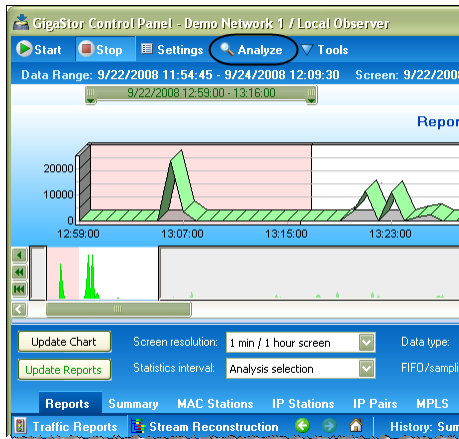 GigaStor Control Panel - Demo Network 1 / Local Observer
Start Stop Settings Analyze Tools
Data Range: 9/22/2008 11:54:45 - 9/24/2008 12:09:30 Screen: 9/22/200
9/22/2008 12:59:00 - 13:16:00
Repor
20000
10000
0
12:59:00 13:07:00 13:15:00 13:23:00
Update Chart Screen resolution: 1 min / 1 hour screen Data type:
Update Reports Statistics interval: Analysis selection FIFO/sampli
Reports Summary MAC Stations IP Stations IP Pairs MPLS
Traffic Reports Stream Reconstruction History: Sum